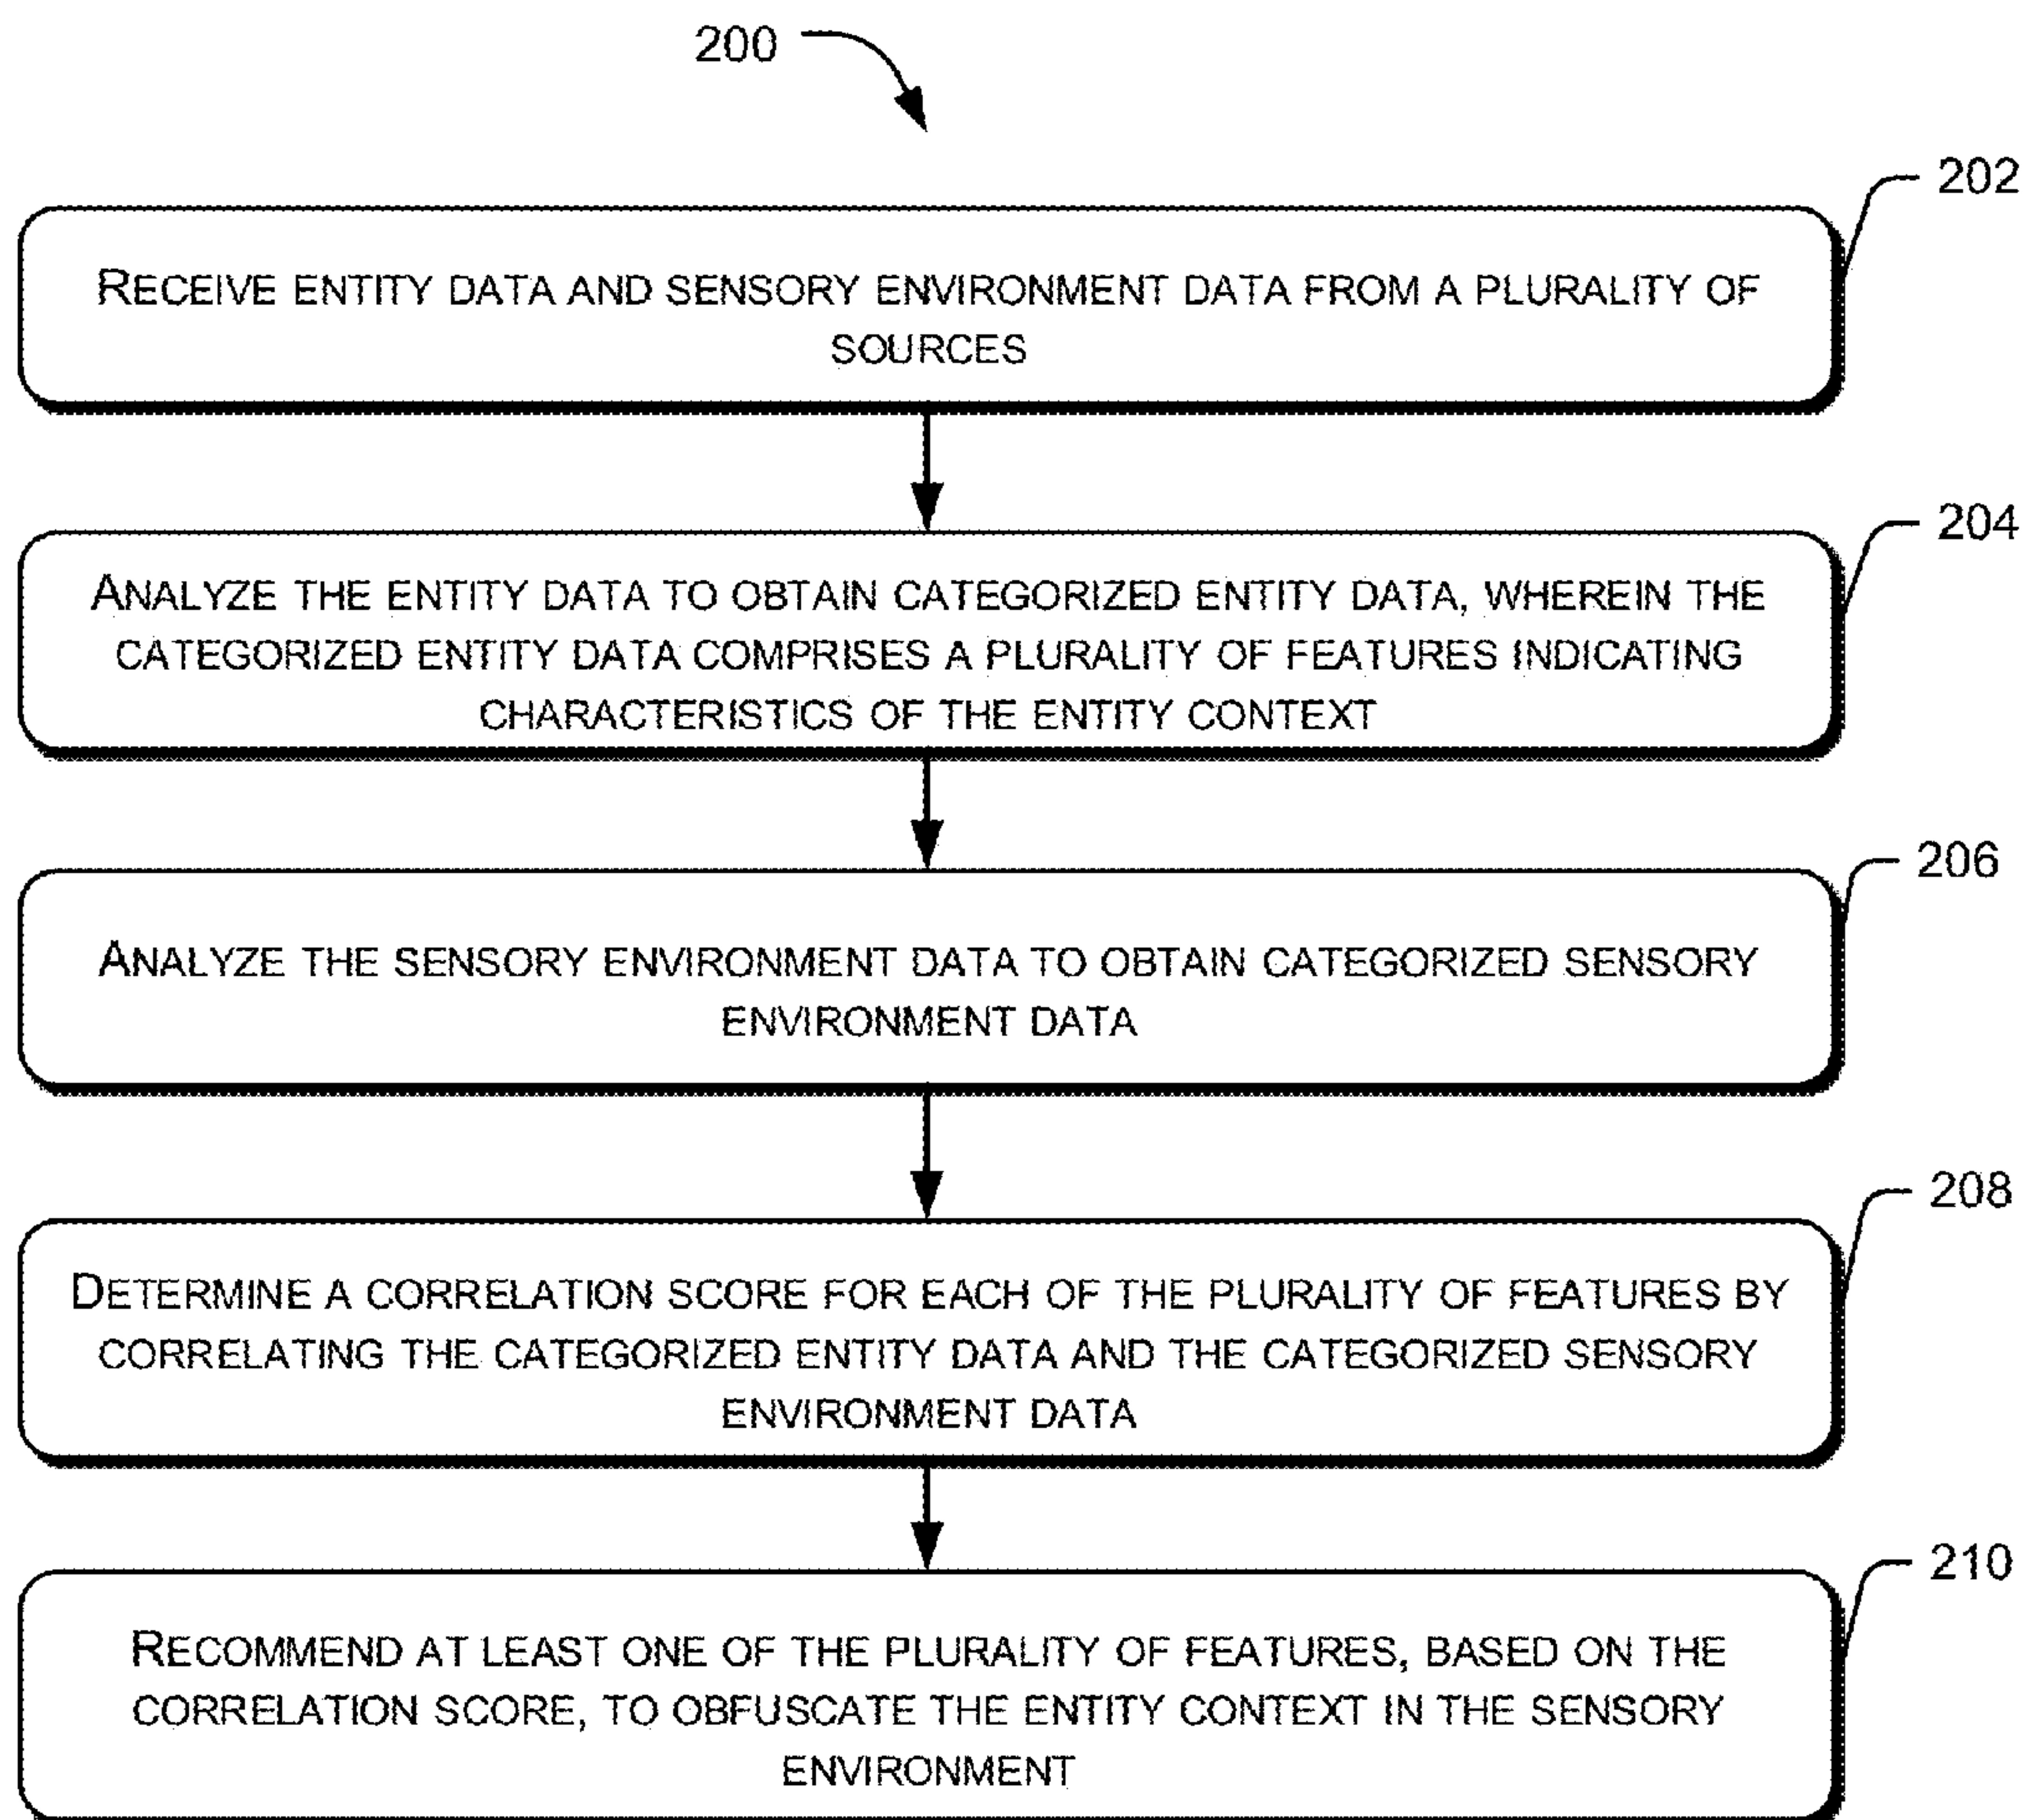 200
202
RECEIVE ENTITY DATA AND SENSORY ENVIRONMENT DATA FROM A PLURALITY OF
SOURCES
204
ANALYZE THE ENTITY DATA TO OBTAIN CATEGORIZED ENTITY DATA, WHEREIN THE
CATEGORIZED ENTITY DATA COMPRISES A PLURALITY OF FEATURES INDICATING
CHARACTERISTICS OF THE ENTITY CONTEXT
206
ANALYZE THE SENSORY ENVIRONMENT DATA TO OBTAIN CATEGORIZED SENSORY
ENVIRONMENT DATA
208
DETERMINE A CORRELATION SCORE FOR EACH OF THE PLURALITY OF FEATURES BY
CORRELATING THE CATEGORIZED ENTITY DATA AND THE CATEGORIZED SENSORY
ENVIRONMENT DATA
210
RECOMMEND AT LEAST ONE OF THE PLURALITY OF FEATURES, BASED ON THE
CORRELATION SCORE, TO OBFUSCATE THE ENTITY CONTEXT IN THE SENSORY
ENVIRONMENT